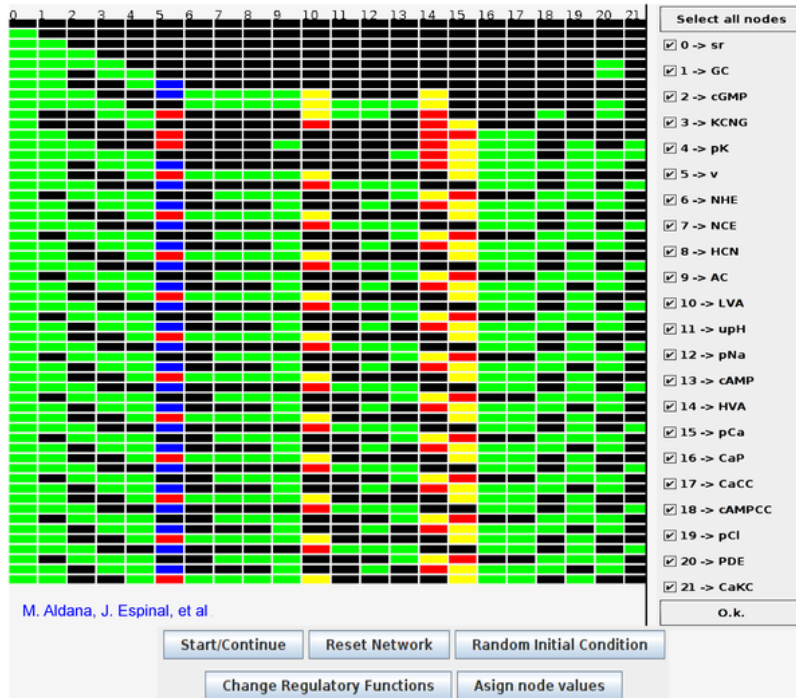 0 1 2 3 4 5 6 7 8 9 10 11 12 13 14 15 16 17 18 19 20 21
Select all nodes
0 -> sr
1 -> GC
2 -> cGMP
3 -> KCNG
4 -> pK
5 -> v
6 -> NHE
7 -> NCE
8 -> HCN
9 -> AC
10 -> LVA
11 -> upH
12 -> pNa
13 -> cAMP
14 -> HVA
15 -> pCa
16 -> CaP
17 -> CaCC
18 -> cAMPCC
19 -> pCl
20 -> PDE
21 -> CaKC
O.k.
M. Aldana, J. Espinal, et al
Start/Continue Reset Network Random Initial Condition
Change Regulatory Functions Asign node values